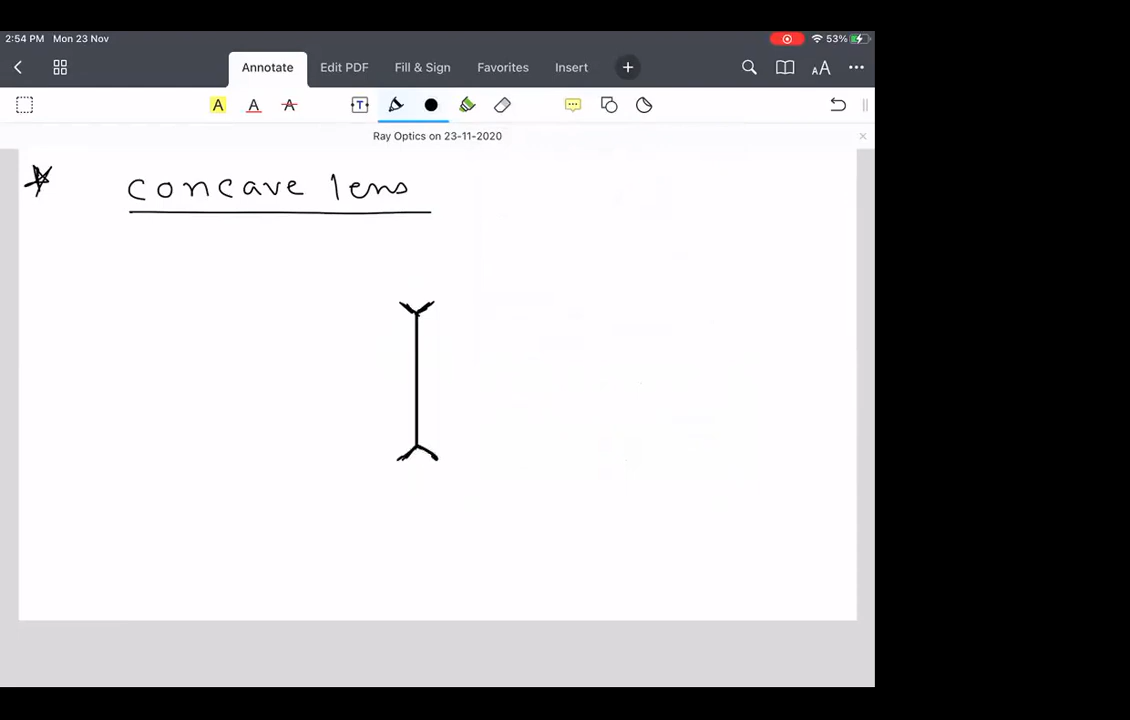 2:54 PM Mon 23 Nov
53%
Annotate Edit PDF Fill & Sign Favorites Insert
AA
A A A T
Ray Optics on 23-11-2020
concave lens